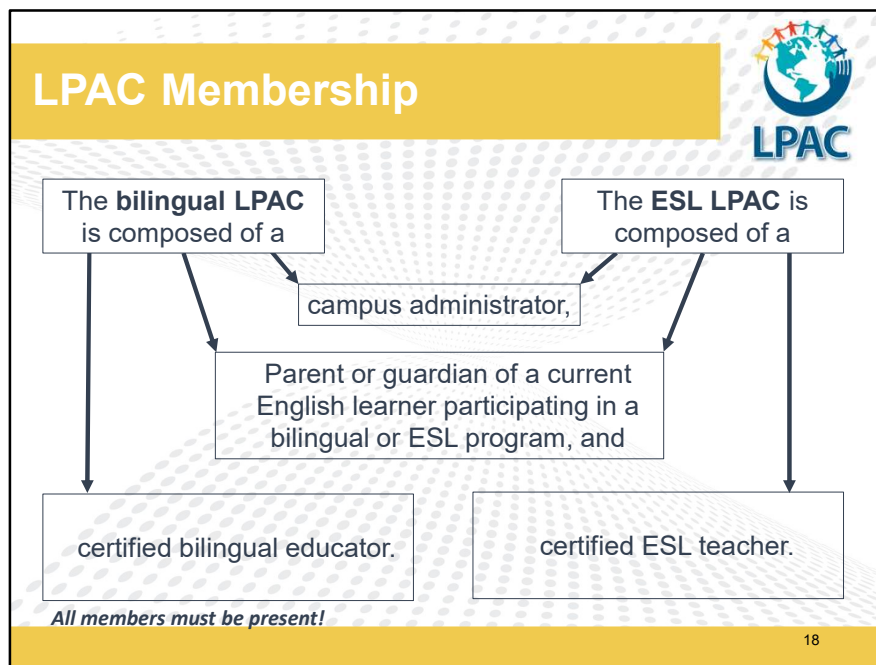 LPAC Membership
LPAC
The bilingual LPAC
is composed of a
The ESL LPAC is
composed of a
campus administrator,
Parent or guardian of a current
English learner participating in a
bilingual or ESL program, and
certified bilingual educator.
certified ESL teacher.
All members must be present!
18